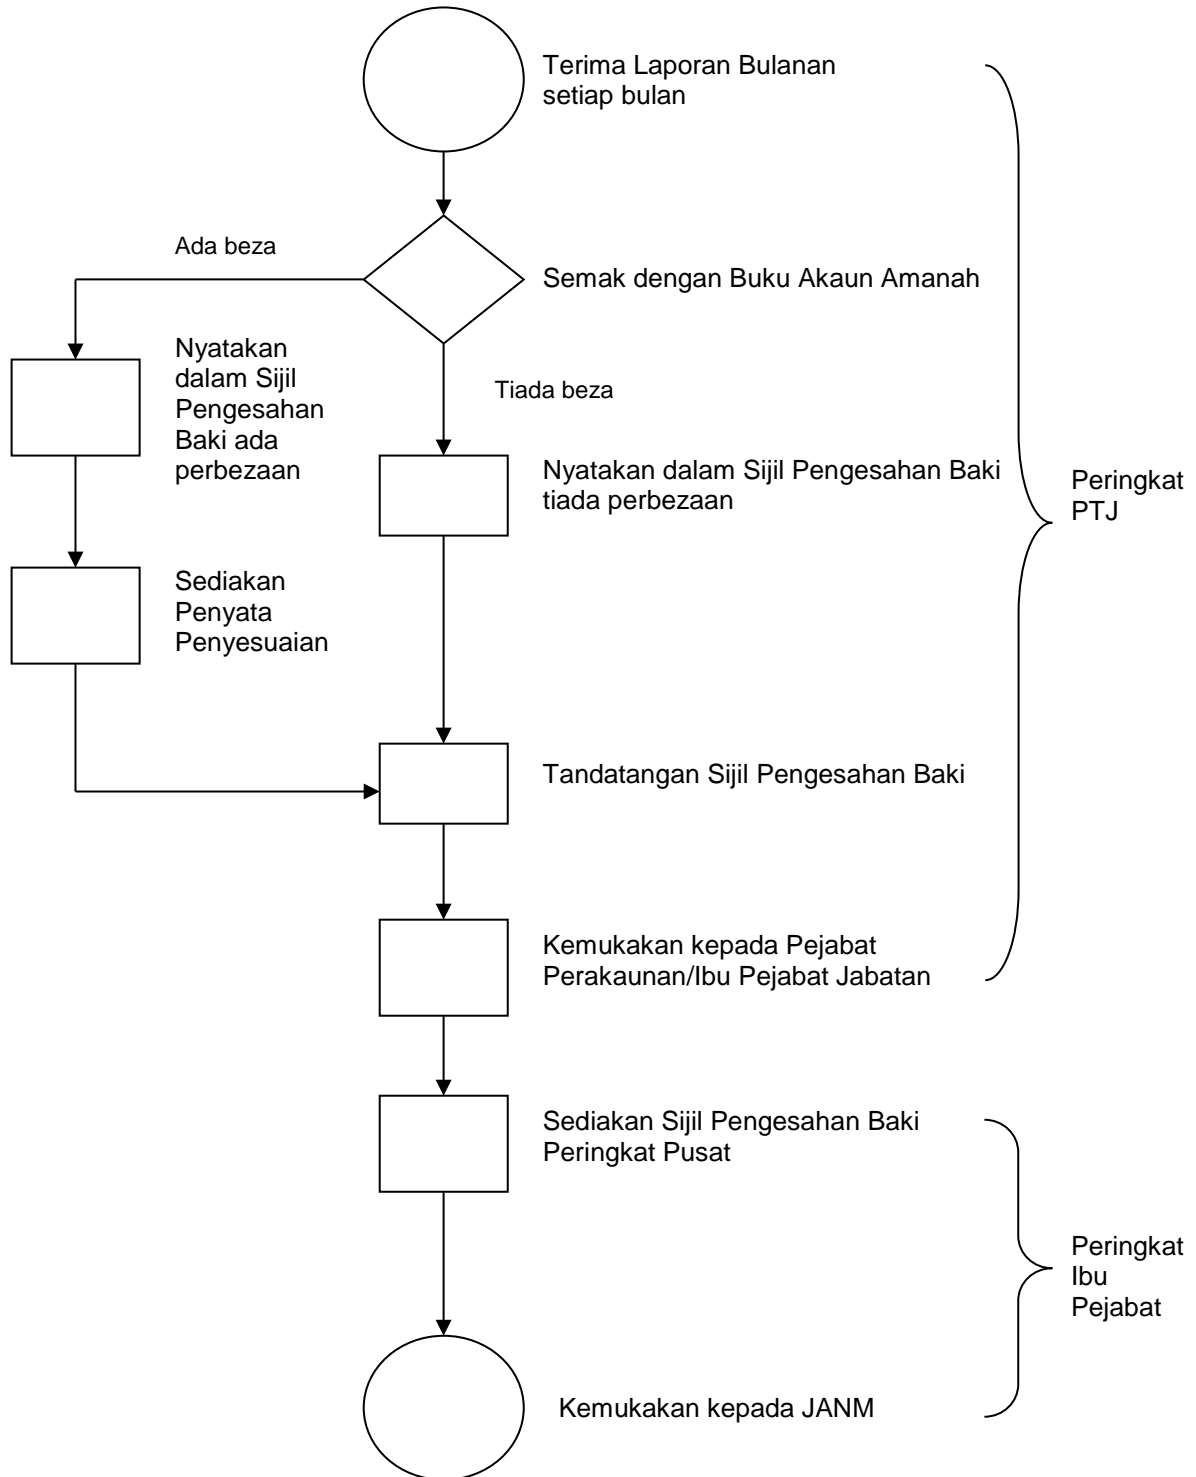 Terima Laporan Bulanan
setiap bulan
Ada beza
Semak dengan Buku Akaun Amanah
Nyatakan
dalam Sijil
Pengesahan
Baki ada
perbezaan
Tiada beza
Nyatakan dalam Sijil Pengesahan Baki
tiada perbezaan
Peringkat
PTJ
Sediakan
Penyata
Penyesuaian
Tandatangan Sijil Pengesahan Baki
Kemukakan kepada Pejabat
Perakaunan/Ibu Pejabat Jabatan
Sediakan Sijil Pengesahan Baki
Peringkat Pusat
Peringkat
Ibu
Pejabat
Kemukakan kepada JANM